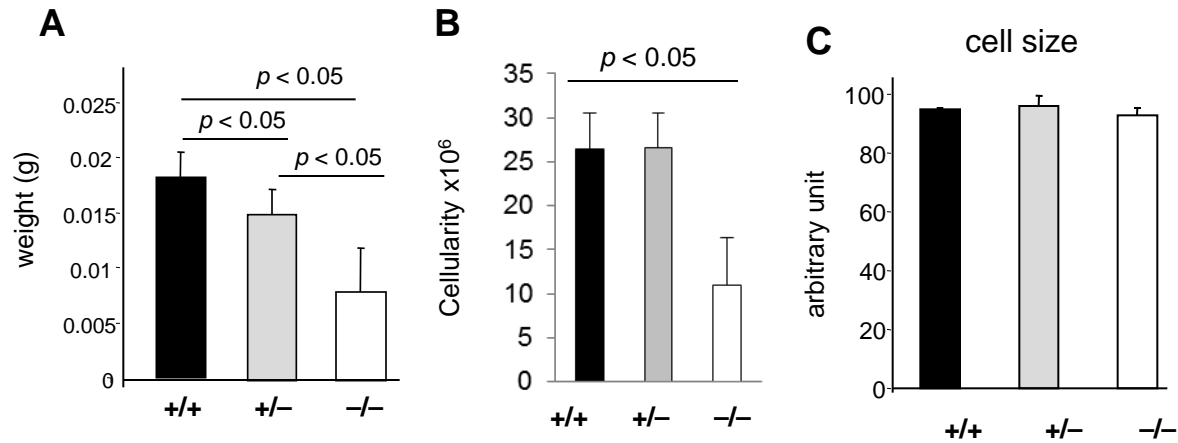 A
weight (g)
0.025
0.02
0.015
0.01
0.005
0
p < 0.05
p < 0.05
p < 0.05
+/+ +/– –/–
B
Cellularity x10⁶
35
30
25
20
15
10
5
0
p < 0.05
+/+ +/– –/–
C
cell size
arbitrary unit
100
80
60
40
20
0
+/+ +/– –/–